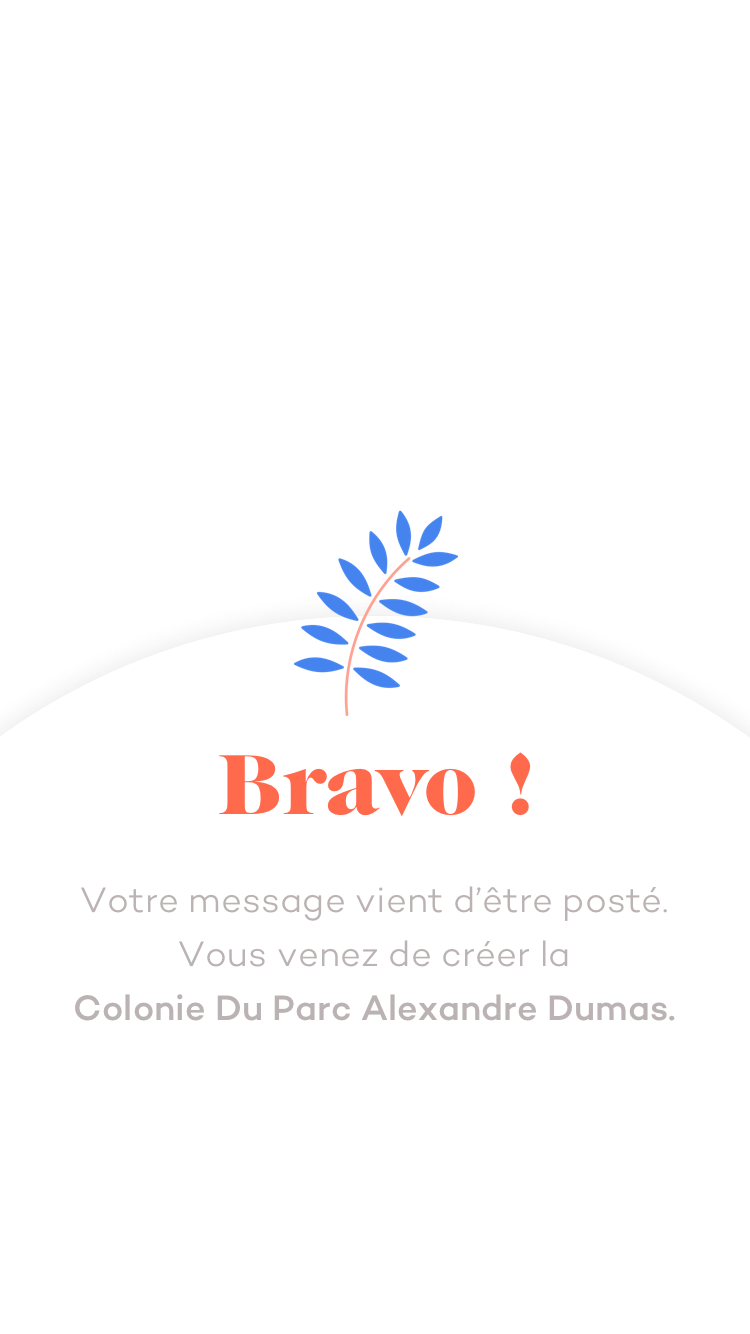 Bravo !
Votre message vient d’être posté.
Vous venez de créer la
Colonie Du Parc Alexandre Dumas.